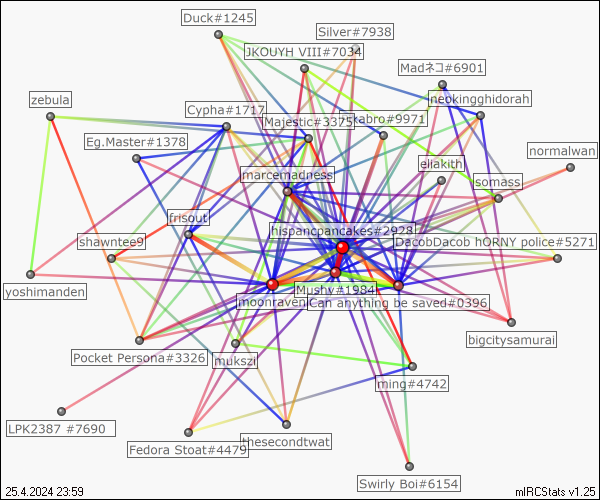 Duck#1245
Silver#7938
JKOUYH VIII#7034
Madネコ#6901
zebula
neokingghidorah
Cypha#1717
Majestic#3375
kabro#9971
Eg.Master#1378
normalwan
eliakith
marcemadness
somass
frisout
hispancpancakes#2928
shawntee9
DacobDacob hORNY police#5271
yoshimanden
Mushy#1984
moonraven
Can anything be saved#0396
bigcitysamurai
Pocket Persona#3326
mukszi
ming#4742
LPK2387 #7690
Fedora Stoat#4479
thesecondtwat
Swirly Boi#6154
25.4.2024 23:59
mIRCStats v1.25